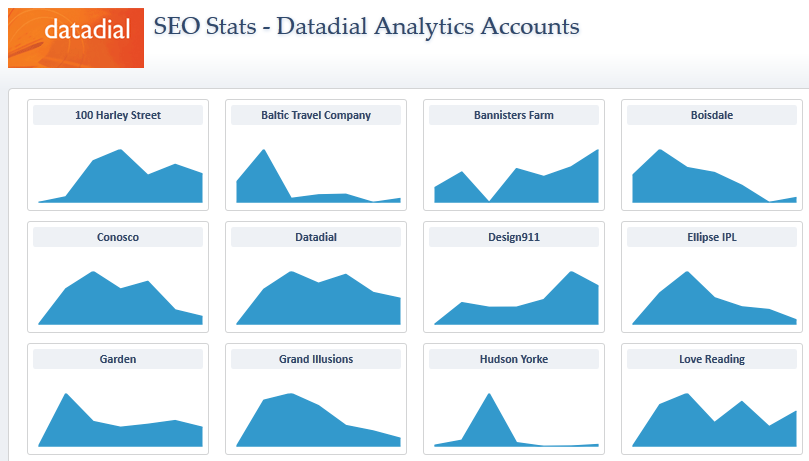 datadial
SEO Stats - Datadial Analytics Accounts
100 Harley Street
Baltic Travel Company
Bannisters Farm
Boisdale
Conosco
Datadial
Design911
Ellipse IPL
Garden
Grand Illusions
Hudson Yorke
Love Reading